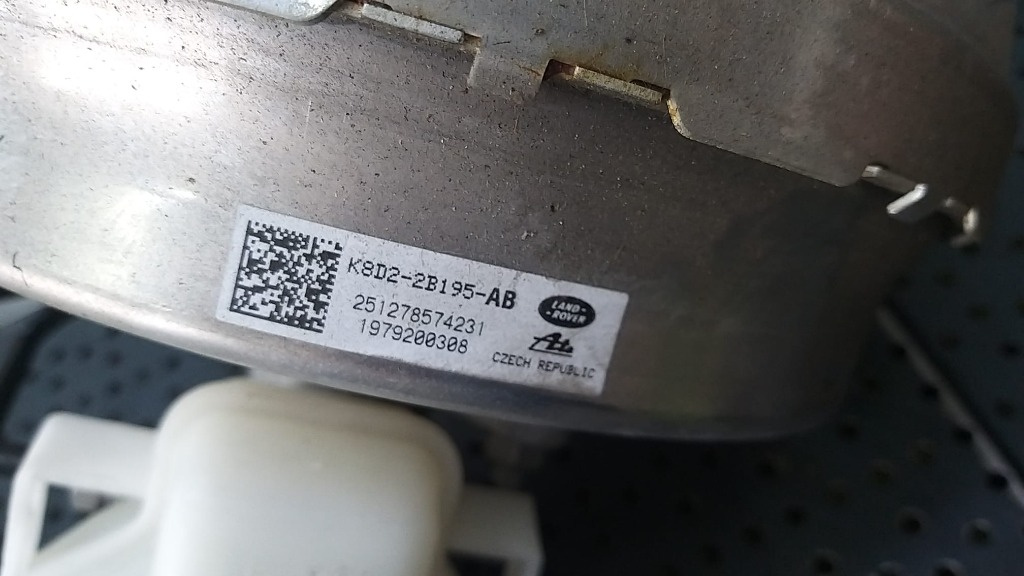 K8D2-2B195-AB
251278574231
1979200308
LAND-
-ROVER
Ate
CZECH REPUBLIC